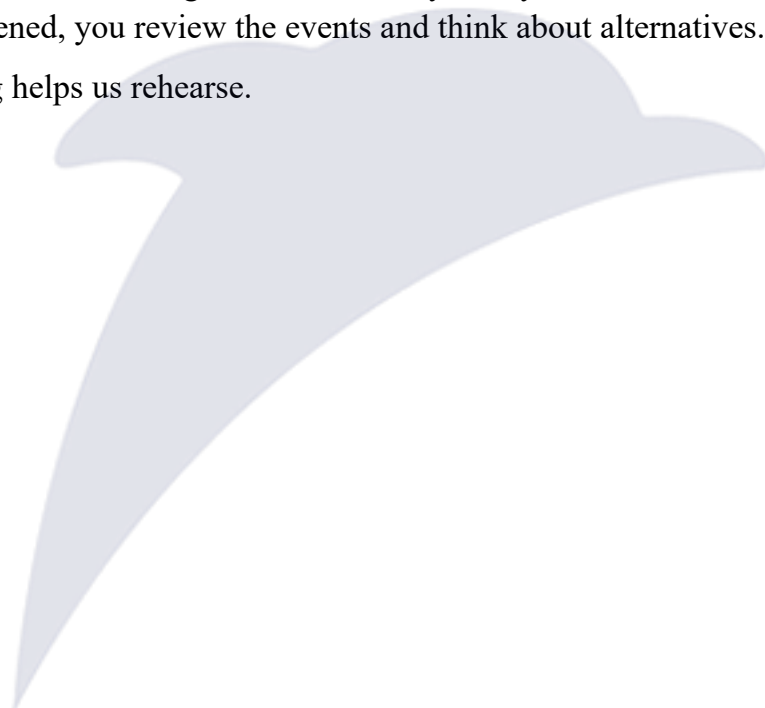 ened, you review the events and think about alternatives.
g helps us rehearse.